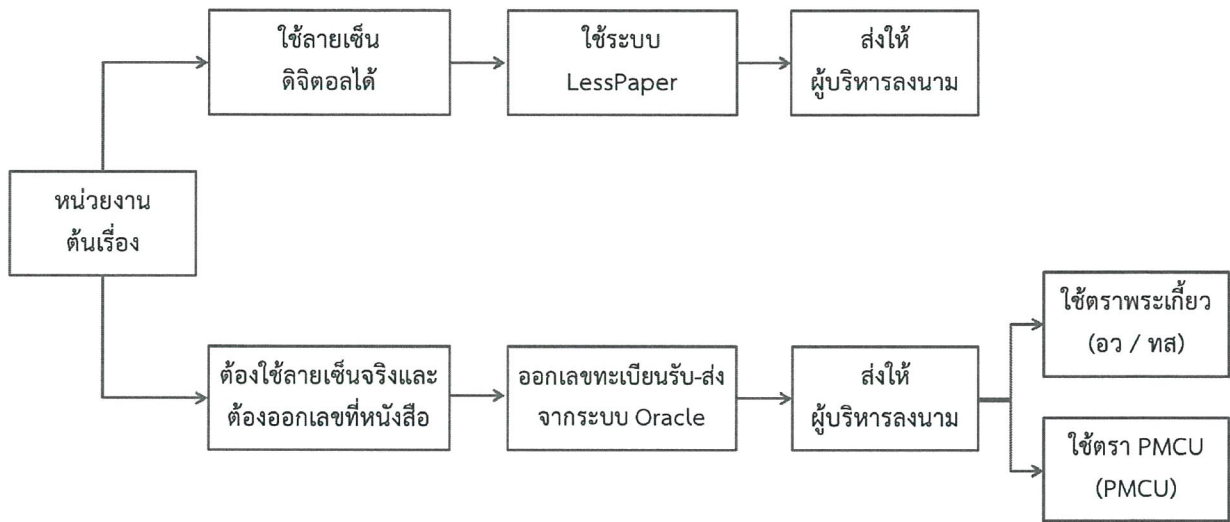 ใช้ลายเซ็น
ดิจิตอลได้
ใช้ระบบ
LessPaper
ส่งให้
ผู้บริหารลงนาม
หน่วยงาน
ต้นเรื่อง
ต้องใช้ลายเซ็นจริงและ
ต้องออกเลขที่หนังสือ
ออกเลขทะเบียนรับ-ส่ง
จากระบบ Oracle
ส่งให้
ผู้บริหารลงนาม
ใช้ตราพระเกี้ยว
(อว / ทส)
ใช้ตรา PMCU
(PMCU)